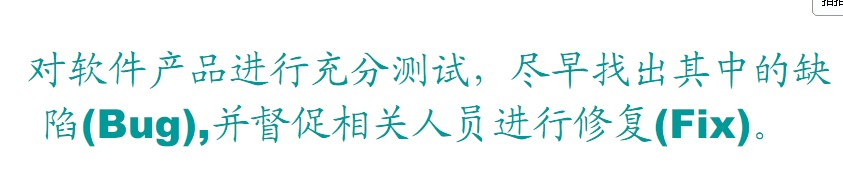 对软件产品进行充分测试，尽早找出其中的缺
陷(Bug),并督促相关人员进行修复(Fix)。